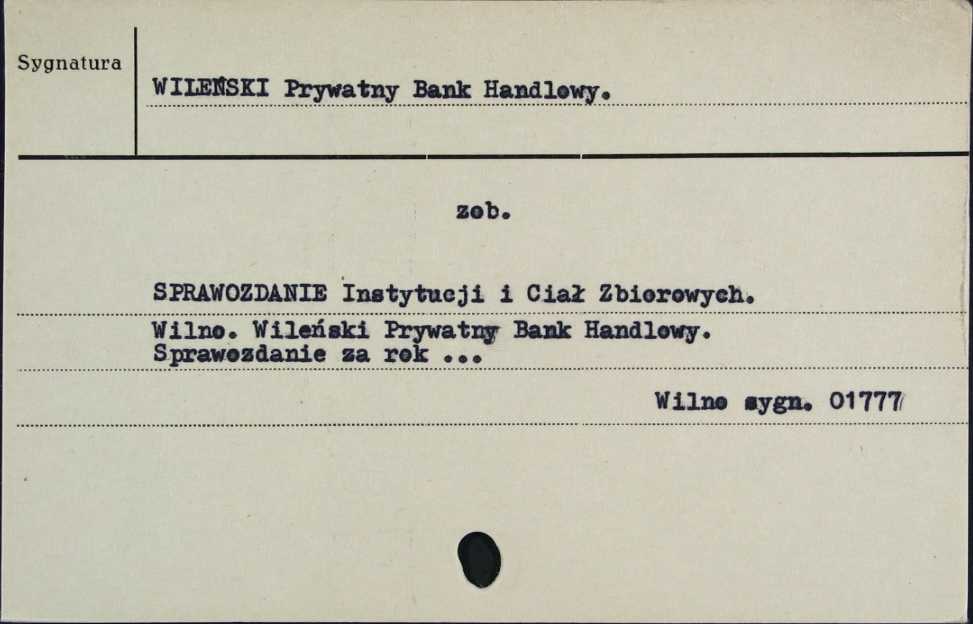 Sygnatura
WILEŃSKI Prywatny Bank Handlowy.
zob.
SPRAWOZDANIE Instytucji i Ciał Zbiorowych.
Wilno. Wileński Prywatny Bank Handlowy.
Sprawozdanie za rok ...
Wilno sygn. 01777